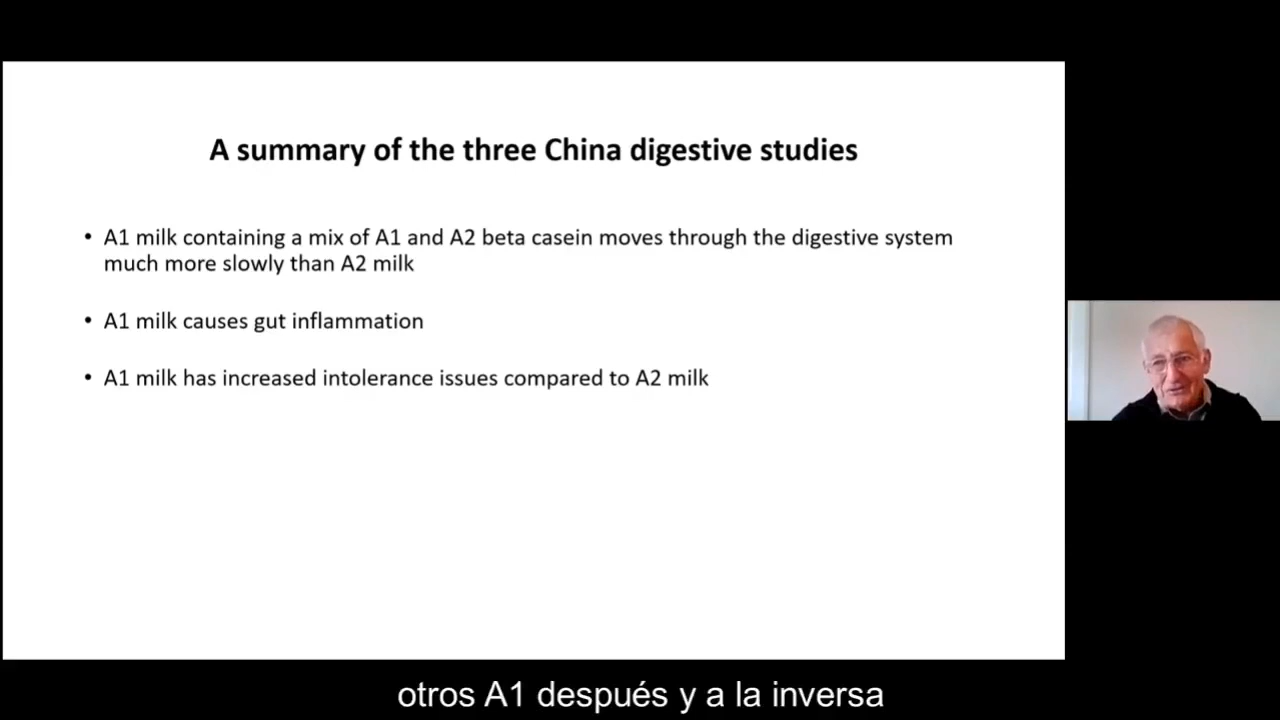 A summary of the three China digestive studies
• A1 milk containing a mix of A1 and A2 beta casein moves through the digestive system
much more slowly than A2 milk
• A1 milk causes gut inflammation
• A1 milk has increased intolerance issues compared to A2 milk
otros A1 después y a la inversa